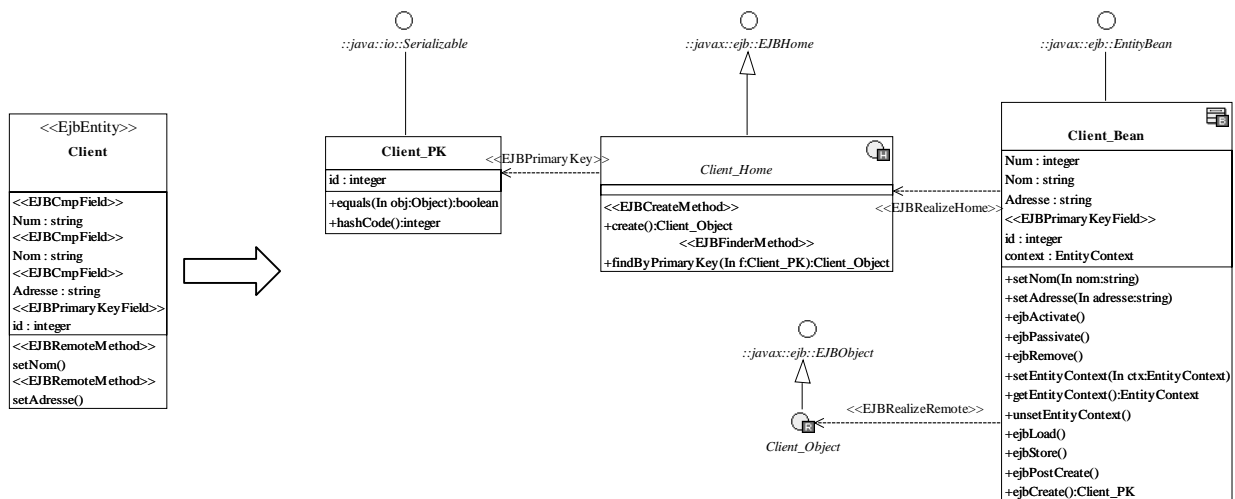 ::java::io::Serializable
::javax::ejb::EJBHome
::javax::ejb::EntityBean
<<EjbEntity>>
Client
<<EJBCmpField>>
Num : string
<<EJBCmpField>>
Nom : string
<<EJBCmpField>>
Adresse : string
<<EJBPrimaryKeyField>>
id : integer
<<EJBRemoteMethod>>
setNom()
<<EJBRemoteMethod>>
setAdresse()
Client_PK
id : integer
+equals(In obj:Object):boolean
+hashCode():integer
<<EJBPrimaryKey>>
H
Client_Home
<<EJBCreateMethod>>
+create():Client_Object
<<EJBFinderMethod>>
+findByPrimaryKey(In f:Client_PK):Client_Object
<<EJBRealizeHome>>
::javax::ejb::EJBObject
<<EJBRealizeRemote>>
R
Client_Object
B
Client_Bean
Num : integer
Nom : string
Adresse : string
<<EJBPrimaryKeyField>>
id : integer
context : EntityContext
+setNom(In nom:string)
+setAdresse(In adresse:string)
+ejbActivate()
+ejbPassivate()
+ejbRemove()
+setEntityContext(In ctx:EntityContext)
+getEntityContext():EntityContext
+unsetEntityContext()
+ejbLoad()
+ejbStore()
+ejbPostCreate()
+ejbCreate():Client_PK